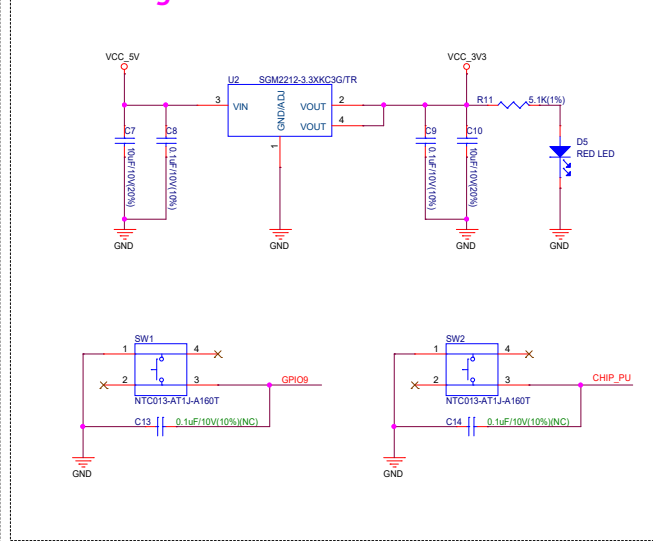 VCC_5V
VCC_3V3
U2 SGM2212-3.3XKC3G/TR
3 VIN
GND/ADJ
VOUT 2
VOUT 4
1
R11 5.1K(1%)
C7
10uF/10V(20%)
C8
0.1uF/10V(10%)
C9
0.1uF/10V(10%)
C10
10uF/10V(20%)
D5
RED LED
GND
GND
GND
GND
SW1
1
4
2
3
GPIO9
NTC013-AT1J-A160T
C13 0.1uF/10V(10%)(NC)
GND
SW2
1
4
2
3
CHIP_PU
NTC013-AT1J-A160T
C14 0.1uF/10V(10%)(NC)
GND